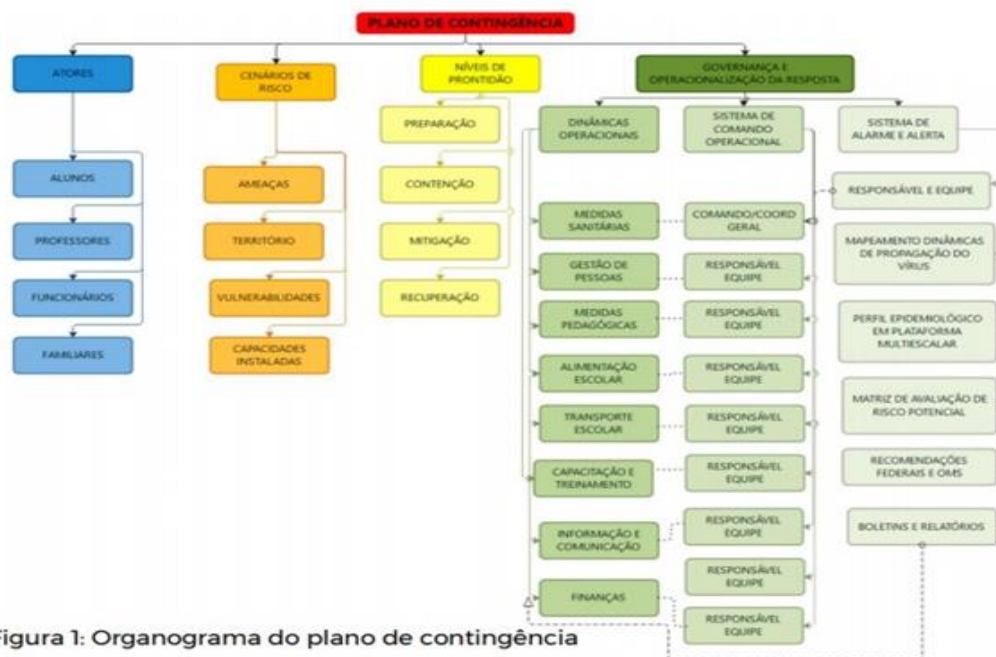 PLANO DE CONTINGÊNCIA
ATORES
ALUNOS
PROFESSORES
FUNCIONÁRIOS
FAMILIARES
CENÁRIOS DE
RISCO
AMEAÇAS
TERRITÓRIO
VULNERABILIDADES
CAPACIDADES
INSTALADAS
NÍVEIS DE
PRONTIDÃO
PREPARAÇÃO
CONTENÇÃO
MITIGAÇÃO
RECUPERAÇÃO
GOVERNANÇA E
OPERACIONALIZAÇÃO DA RESPOSTA
DINÂMICAS
OPERACIONAIS
MEDIDAS
SANITÁRIAS
GESTÃO DE
PESSOAS
MEDIDAS
PEDAGÓGICAS
ALIMENTAÇÃO
ESCOLAR
TRANSPORTE
ESCOLAR
CAPACITAÇÃO E
TREINAMENTO
INFORMAÇÃO E
COMUNICAÇÃO
FINANÇAS
SISTEMA DE
COMANDO
OPERACIONAL
COMANDO/COORD
GERAL
RESPONSÁVEL
EQUIPE
RESPONSÁVEL
EQUIPE
RESPONSÁVEL
EQUIPE
RESPONSÁVEL
EQUIPE
RESPONSÁVEL
EQUIPE
RESPONSÁVEL
EQUIPE
RESPONSÁVEL
EQUIPE
RESPONSÁVEL
EQUIPE
SISTEMA DE
ALARME E ALERTA
RESPONSÁVEL E EQUIPE
MAPEAMENTO DINÂMICAS
DE PROPAGAÇÃO DO
VÍRUS
PERFIL EPIDEMIOLÓGICO
EM PLATAFORMA
MULTIESCALAR
MATRIZ DE AVALIAÇÃO DE
RISCO POTENCIAL
RECOMENDAÇÕES
FEDERAIS E OMS
BOLETINS E RELATÓRIOS
Figura 1: Organograma do plano de contingência